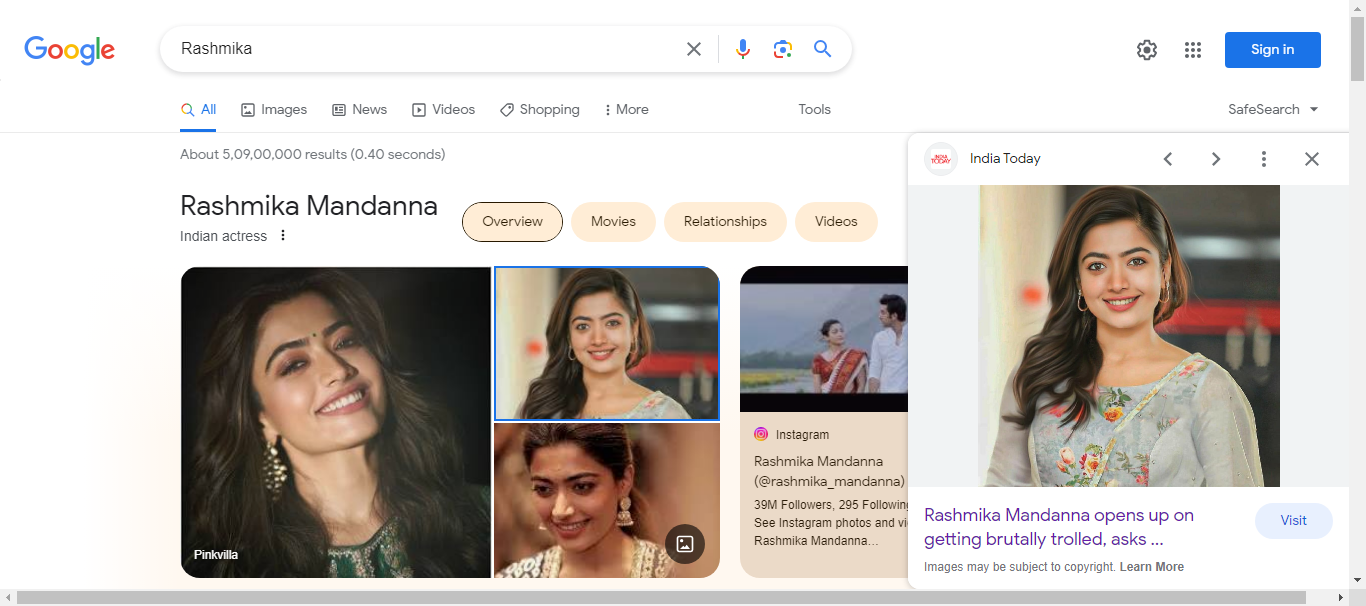 Google
Rashmika
Sign in
All
Images
News
Videos
Shopping
More
Tools
SafeSearch
About 5,09,00,000 results (0.40 seconds)
Rashmika Mandanna
Indian actress
Overview
Movies
Relationships
Videos
Pinkvilla
Instagram
Rashmika Mandanna
(@rashmika_mandanna)
39M Followers, 295 Following
See Instagram photos and vi
Rashmika Mandanna…
INDIA
TODAY
India Today
Rashmika Mandanna opens up on
getting brutally trolled, asks ...
Visit
Images may be subject to copyright. Learn More